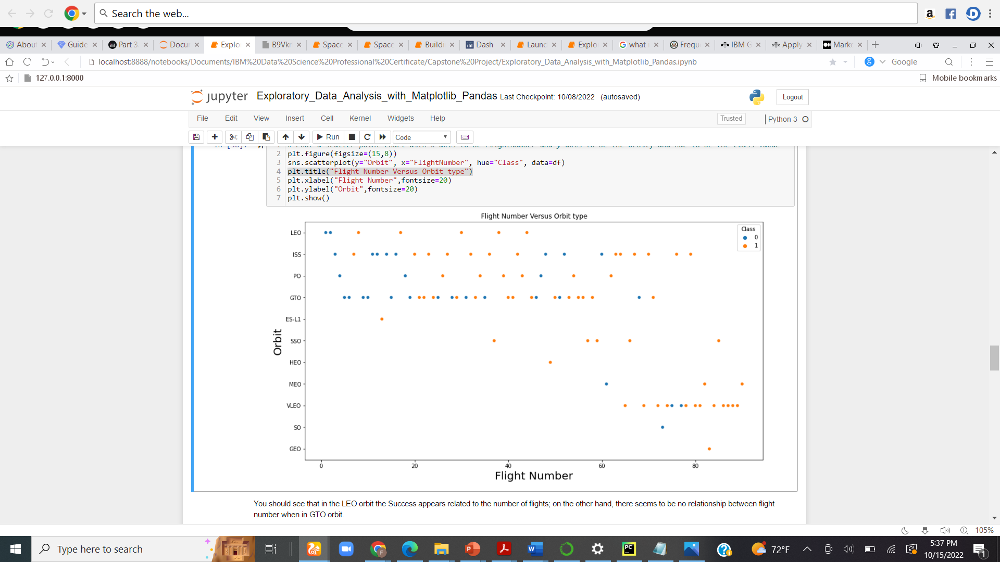 Search the web...
Abou
Guide
Part 3.
Docur
Explo
B9Vkr
Space
Space
Buildi
Dash
Launc
Explo
what
Frequ
IBM G
Apply
Marko
localhost:8888/notebooks/Documents/IBM%20Data%20Science%20Professional%20Certificate/Capstone%20Project/Exploratory_Data_Analysis_with_Matplotlib_Pandas.ipynb
Google
127.0.0.1:8000
Mobile bookmarks
jupyter Exploratory_Data_Analysis_with_Matplotlib_Pandas Last Checkpoint: 10/08/2022 (autosaved)
Logout
File Edit View Insert Cell Kernel Widgets Help
Trusted
Python 3
Run
Code
2 plt.figure(figsize=(15,8))
3 sns.scatterplot(y="Orbit", x="FlightNumber", hue="Class", data=df)
4 plt.title("Flight Number Versus Orbit type")
5 plt.xlabel("Flight Number",fontsize=20)
6 plt.ylabel("Orbit",fontsize=20)
7 plt.show()
Flight Number Versus Orbit type
Class
0
1
LEO
ISS
PO
GTO
ES-L1
SSO
HEO
MEO
VLEO
SO
GEO
Orbit
0 20 40 60 80
Flight Number
You should see that in the LEO orbit the Success appears related to the number of flights; on the other hand, there seems to be no relationship between flight
number when in GTO orbit.
105%
Type here to search
72°F
5:37 PM
10/15/2022
1